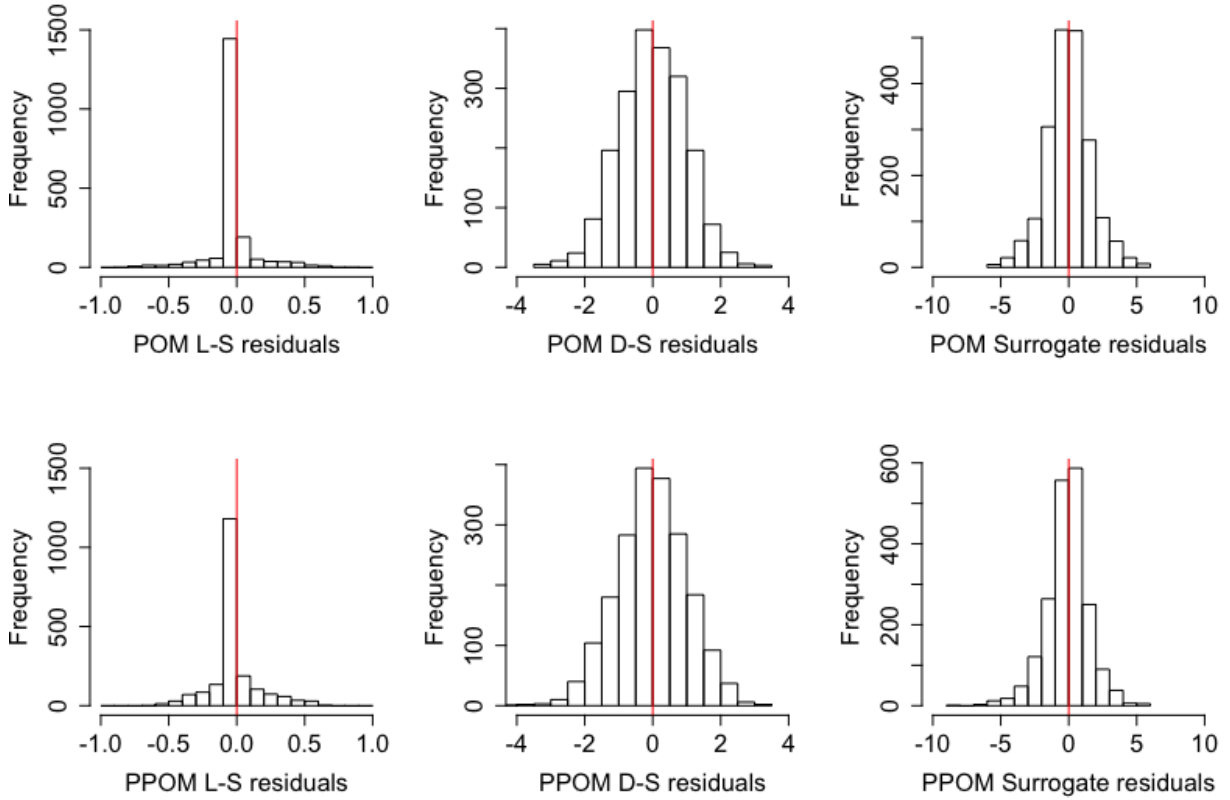 Frequency
0 500 1000 1500
-1.0 -0.5 0.0 0.5 1.0
POM L-S residuals
Frequency
0 100 300
-4 -2 0 2 4
POM D-S residuals
Frequency
0 200 400
-10 -5 0 5 10
POM Surrogate residuals
Frequency
0 500 1000 1500
-1.0 -0.5 0.0 0.5 1.0
PPOM L-S residuals
Frequency
0 100 300
-4 -2 0 2 4
PPOM D-S residuals
Frequency
0 200 400 600
-10 -5 0 5 10
PPOM Surrogate residuals